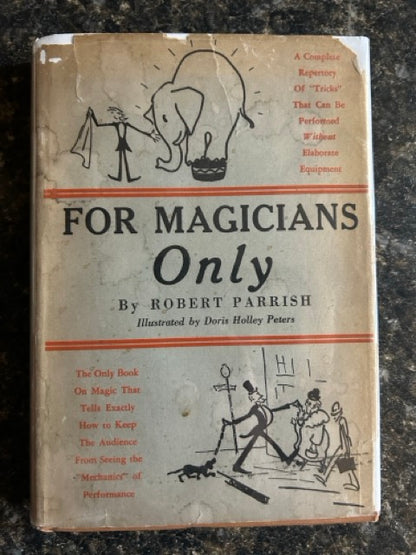 A Complete
Repertory
Of "Tricks"
That Can Be
Performed
Without
Elaborate
Equipment
FOR MAGICIANS
Only
By ROBERT PARRISH
Illustrated by Doris Holley Peters
The Only Book
On Magic That
Tells Exactly
How to Keep
The Audience
From Seeing the
"Mechanics" of
Performance